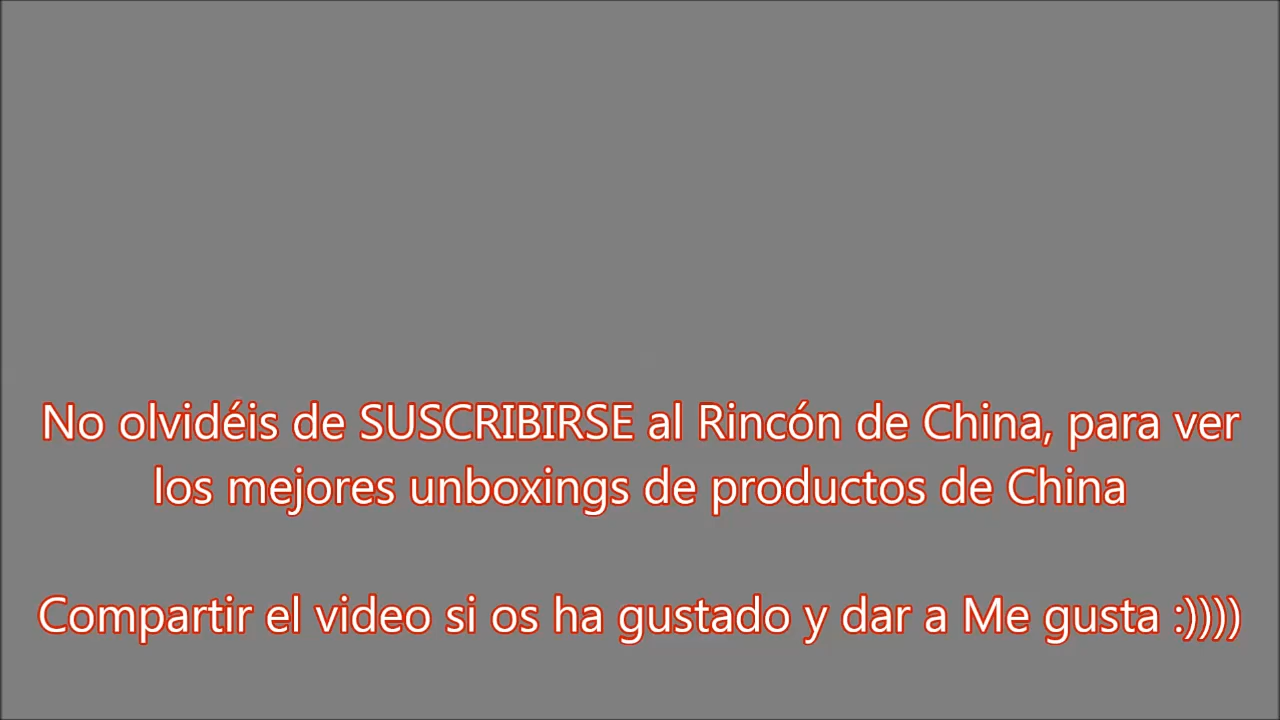 No olvidéis de SUSCRIBIRSE al Rincón de China, para ver
los mejores unboxings de productos de China
Compartir el video si os ha gustado y dar a Me gusta :))))